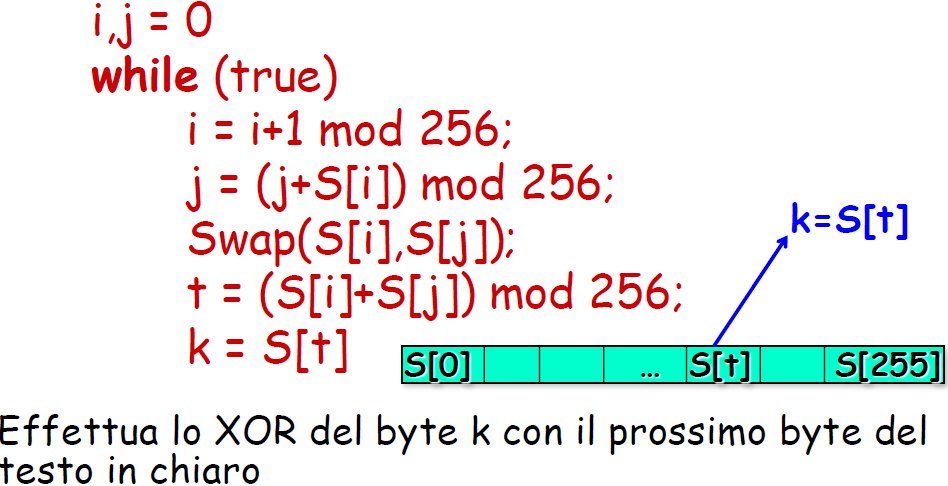 i,j = 0
while (true)
i = i+1 mod 256;
j = (j+S[i]) mod 256;
Swap(S[i],S[j]);
t = (S[i]+S[j]) mod 256;
k = S[t]
k=S[t]
S[0] ... S[t] S[255]
Effettua lo XOR del byte k con il prossimo byte del
testo in chiaro